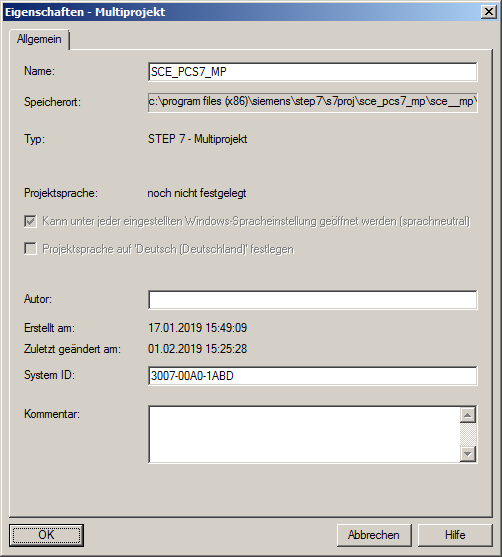 Eigenschaften - Multiprojekt
Allgemein
Name: SCE_PCS7_MP
Speicherort: c:\program files (x86)\siemens\step7\s7proj\sce_pcs7_mp\sce__mp\
Typ: STEP 7 - Multiprojekt
Projektsprache: noch nicht festgelegt
Kann unter jeder eingestellten Windows-Spracheinstellung geöffnet werden (sprachneutral)
Projektsprache auf 'Deutsch (Deutschland)' festlegen
Autor:
Erstellt am: 17.01.2019 15:49:09
Zuletzt geändert am: 01.02.2019 15:25:28
System ID: 3007-00A0-1ABD
Kommentar:
OK Abbrechen Hilfe